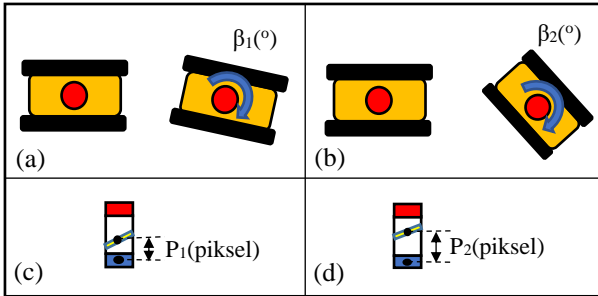 β₁(º)
(a)
β₂(º)
(b)
P₁(piksel)
(c)
P₂(piksel)
(d)